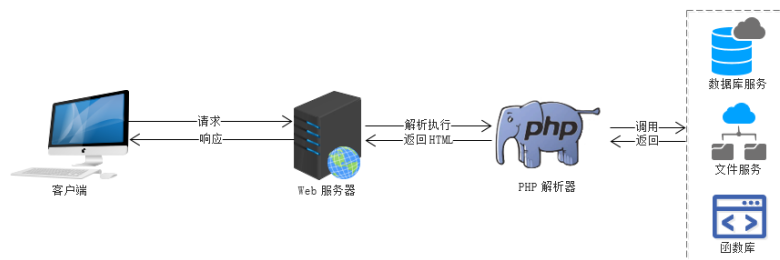 请求
响应
客户端
Web 服务器
解析执行
返回 HTML
php
PHP 解析器
调用
返回
数据库服务
文件服务
函数库